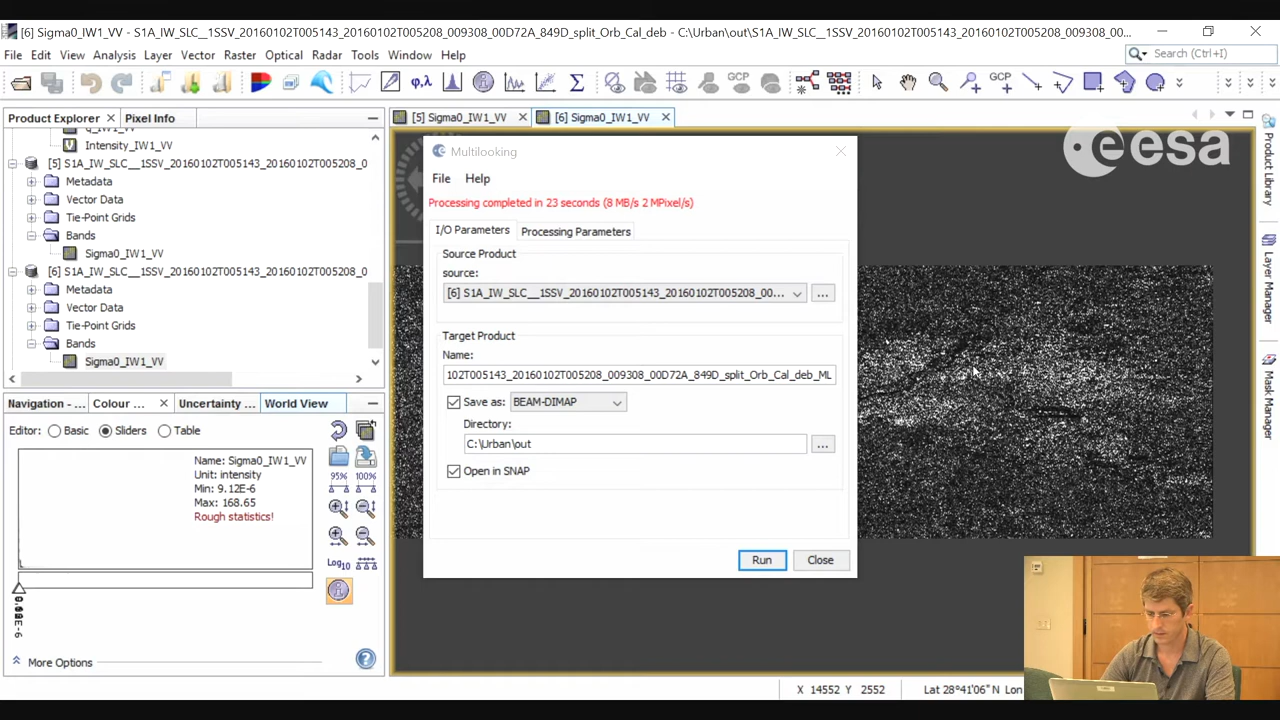 [6] Sigma0_IW1_VV - S1A_IW_SLC__1SSV_20160102T005143_20160102T005208_009308_00D72A_849D_split_Orb_Cal_deb - C:\Urban\out\S1A_IW_SLC__1SSV_20160102T005143_20160102T005208_009308_00D72A_849D_split_Orb_Cal_deb - C:\Urban\out\S1A_IW_SLC__1SSV_20160102T005143_20160102T005208_009308_00...
File Edit View Analysis Layer Vector Raster Optical Radar Tools Window Help
Search (Ctrl+I)
φ,λ Σ GCP GCP
Product Explorer Pixel Info
[5] Sigma0_IW1_VV [6] Sigma0_IW1_VV
esa
Intensity_IW1_VV
[5] S1A_IW_SLC__1SSV_20160102T005143_20160102T005208_0
Metadata
Vector Data
Tie-Point Grids
Bands
Sigma0_IW1_VV
[6] S1A_IW_SLC__1SSV_20160102T005143_20160102T005208_0
Metadata
Vector Data
Tie-Point Grids
Bands
Sigma0_IW1_VV
Multilooking
File Help
Processing completed in 23 seconds (8 MB/s 2 MPixel/s)
I/O Parameters Processing Parameters
Source Product
source:
[6] S1A_IW_SLC__1SSV_20160102T005143_20160102T005208_00...
...
Target Product
Name:
102T005143_20160102T005208_009308_00D72A_849D_split_Orb_Cal_deb_ML
Save as: BEAM-DIMAP
Directory:
C:\Urban\out
...
Open in SNAP
Run Close
Navigation - ... Colour ... Uncertainty ... World View
Editor: Basic Sliders Table
Name: Sigma0_IW1_VV
Unit: intensity
Min: 9.12E-6
Max: 168.65
Rough statistics!
95% 100%
Log10
More Options
Product Library
Layer Manager
Mask Manager
X 14552 Y 2552
Lat 28°41'06" N Lon